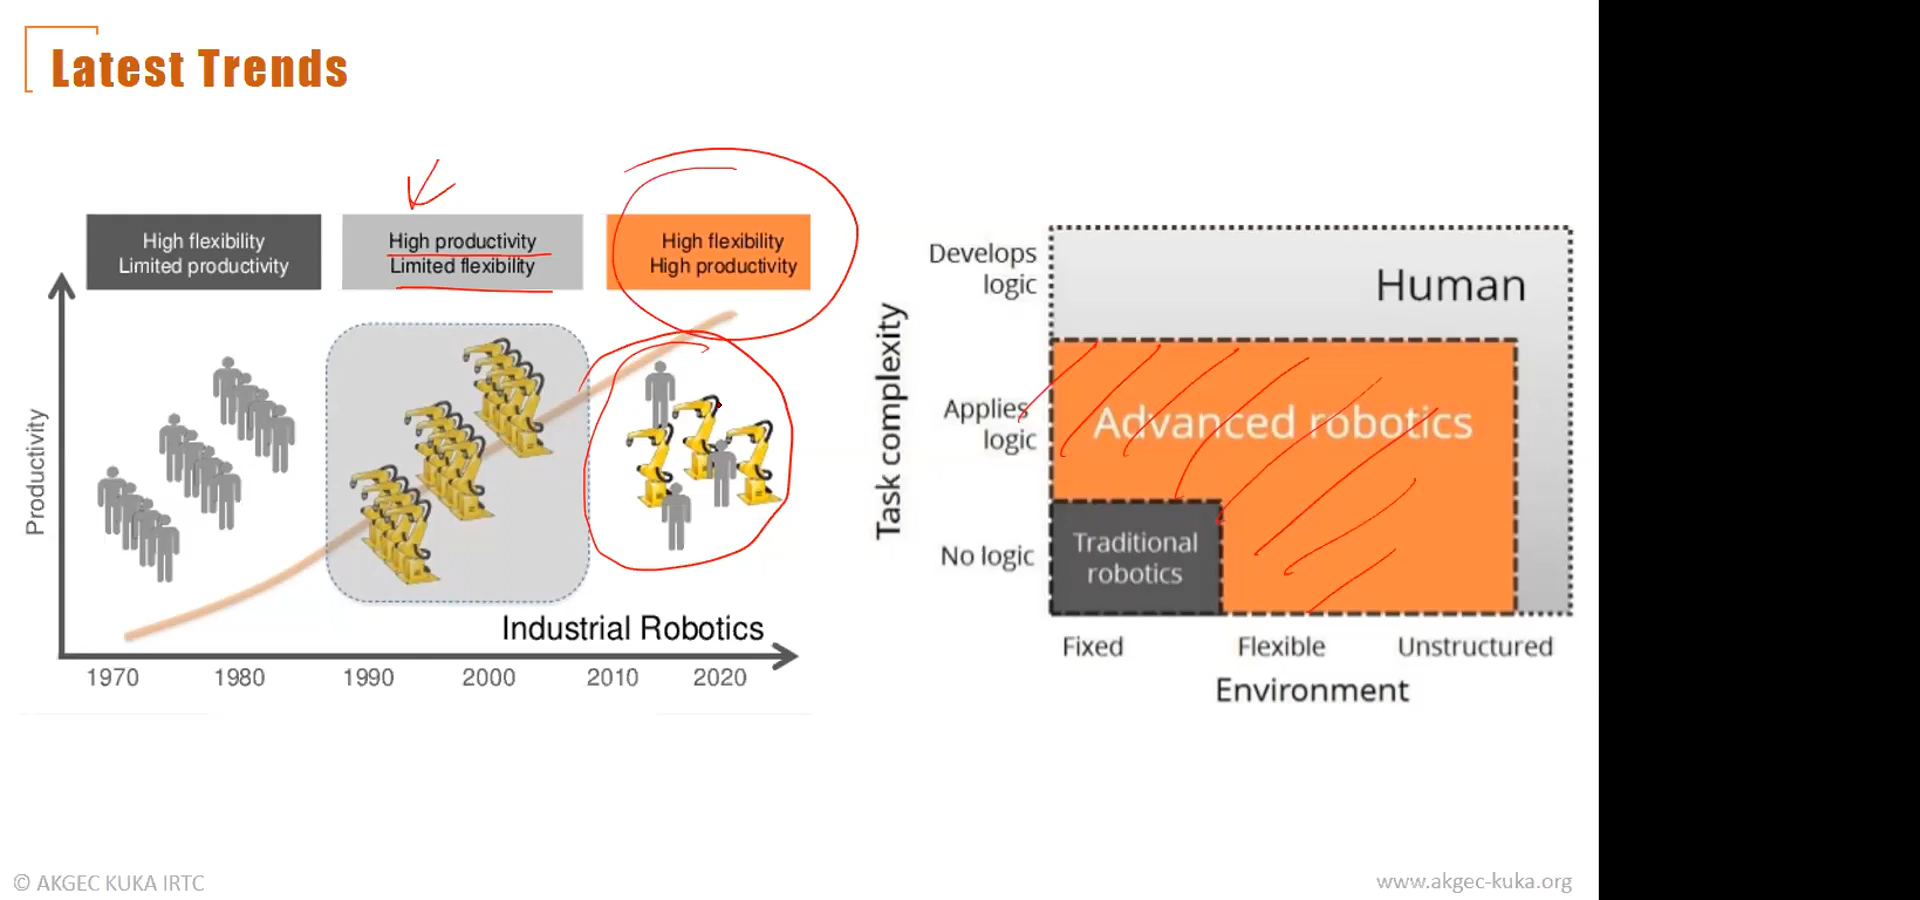 Latest Trends
High flexibility
Limited productivity
High productivity
Limited flexibility
High flexibility
High productivity
Productivity
Industrial Robotics
1970
1980
1990
2000
2010
2020
Task complexity
Develops
logic
Applies
logic
No logic
Human
Advanced robotics
Traditional
robotics
Fixed
Flexible
Unstructured
Environment
© AKGEC KUKA IRTC
www.akgec-kuka.org